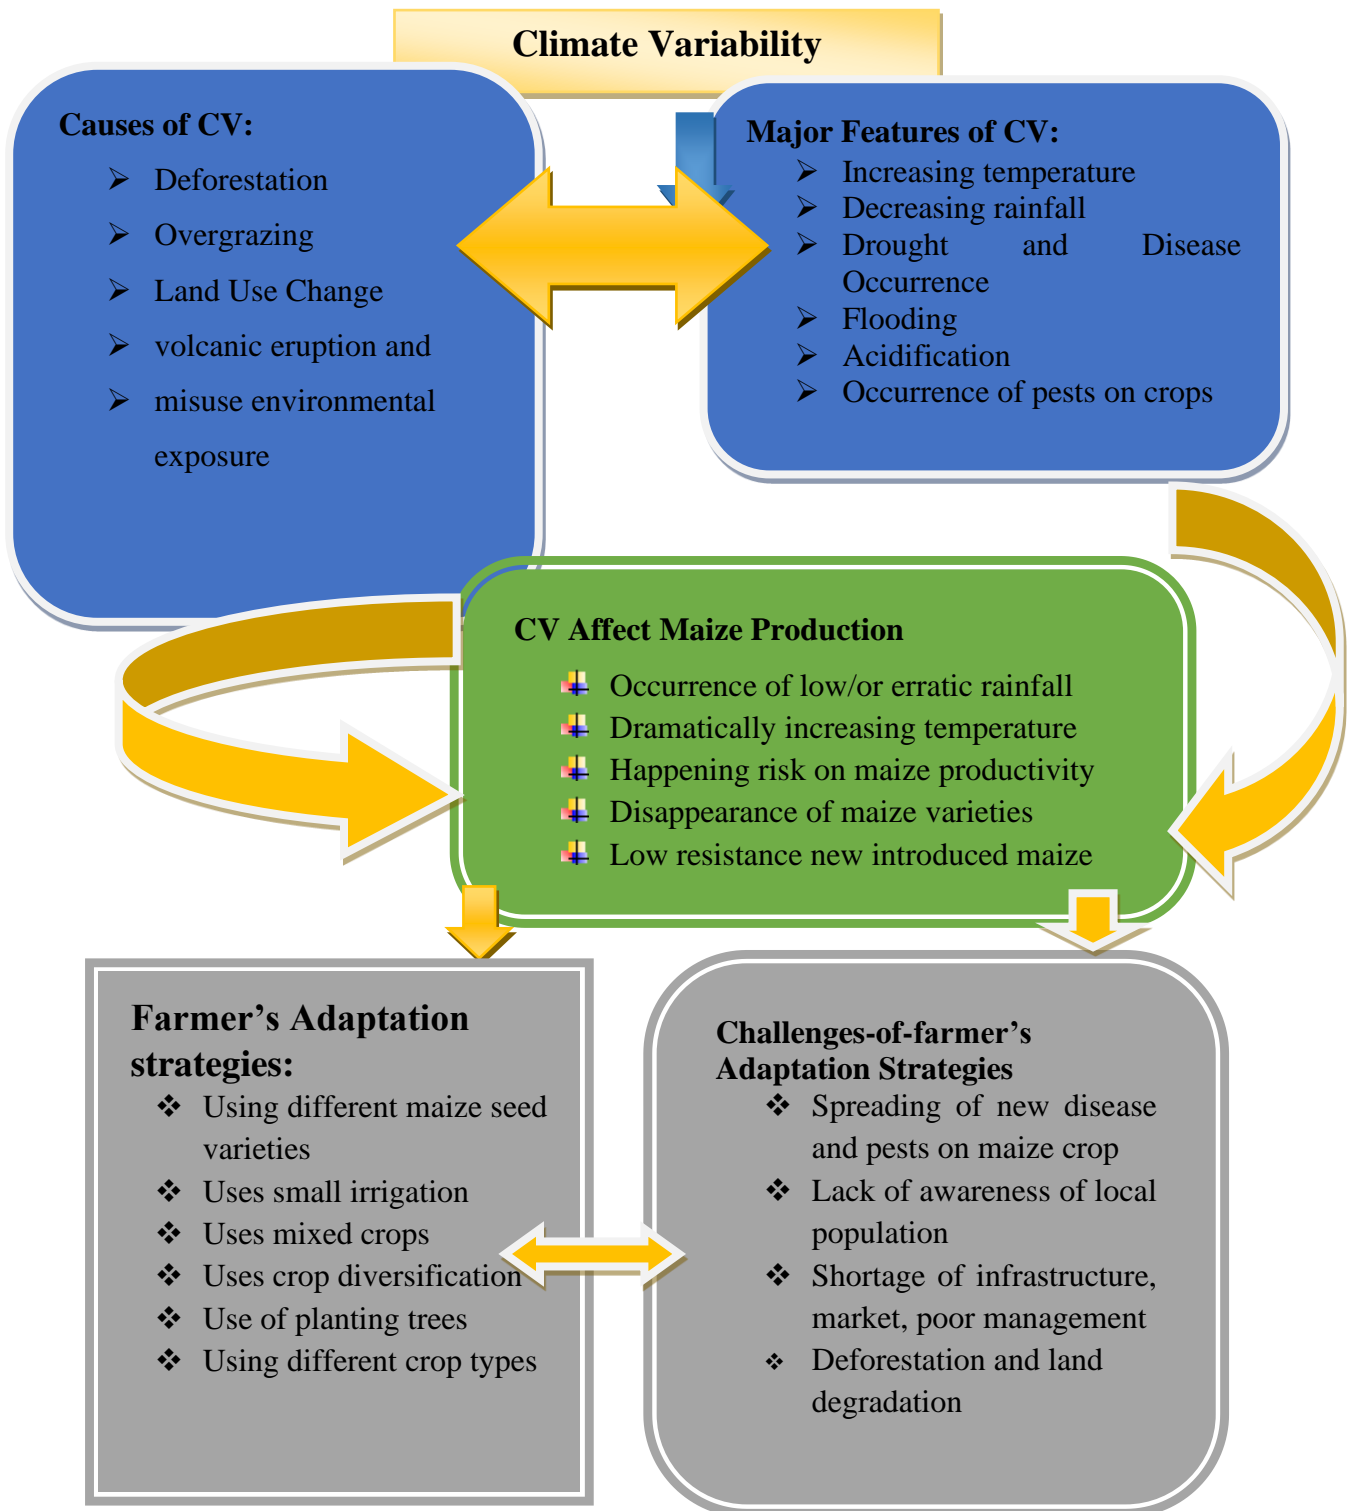 Climate Variability
Causes of CV:
➢ Deforestation
➢ Overgrazing
➢ Land Use Change
➢ volcanic eruption and
➢ misuse environmental
exposure
Major Features of CV:
➢ Increasing temperature
➢ Decreasing rainfall
➢ Drought and Disease
Occurrence
➢ Flooding
➢ Acidification
➢ Occurrence of pests on crops
CV Affect Maize Production
Occurrence of low/or erratic rainfall
Dramatically increasing temperature
Happening risk on maize productivity
Disappearance of maize varieties
Low resistance new introduced maize
Farmer’s Adaptation
strategies:
❖ Using different maize seed
varieties
❖ Uses small irrigation
❖ Uses mixed crops
❖ Uses crop diversification
❖ Use of planting trees
❖ Using different crop types
Challenges-of-farmer’s
Adaptation Strategies
❖ Spreading of new disease
and pests on maize crop
❖ Lack of awareness of local
population
❖ Shortage of infrastructure,
market, poor management
❖ Deforestation and land
degradation